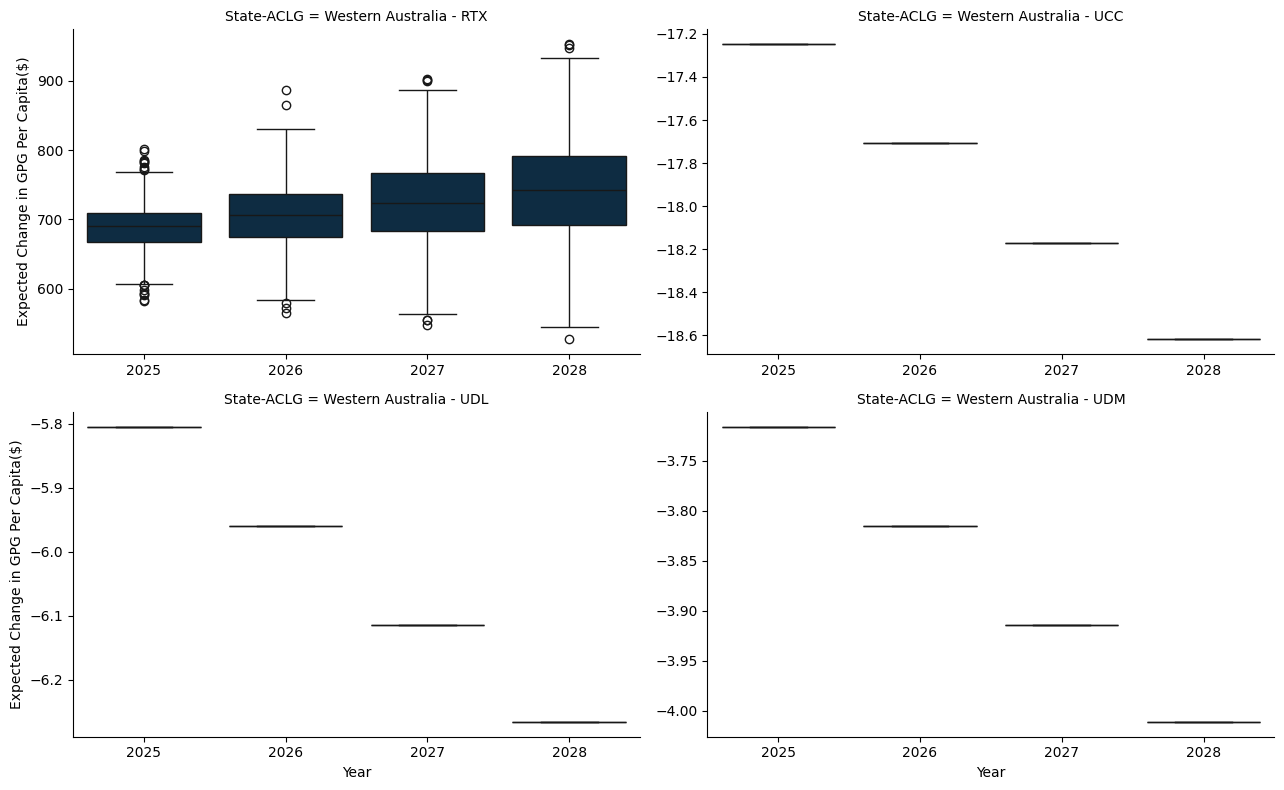 State-ACLG = Western Australia - RTX
Expected Change in GPG Per Capita($)
900
800
700
600
2025 2026 2027 2028
State-ACLG = Western Australia - UCC
−17.2
−17.4
−17.6
−17.8
−18.0
−18.2
−18.4
−18.6
2025 2026 2027 2028
State-ACLG = Western Australia - UDL
Expected Change in GPG Per Capita($)
−5.8
−5.9
−6.0
−6.1
−6.2
2025 2026 2027 2028
Year
State-ACLG = Western Australia - UDM
−3.75
−3.80
−3.85
−3.90
−3.95
−4.00
2025 2026 2027 2028
Year